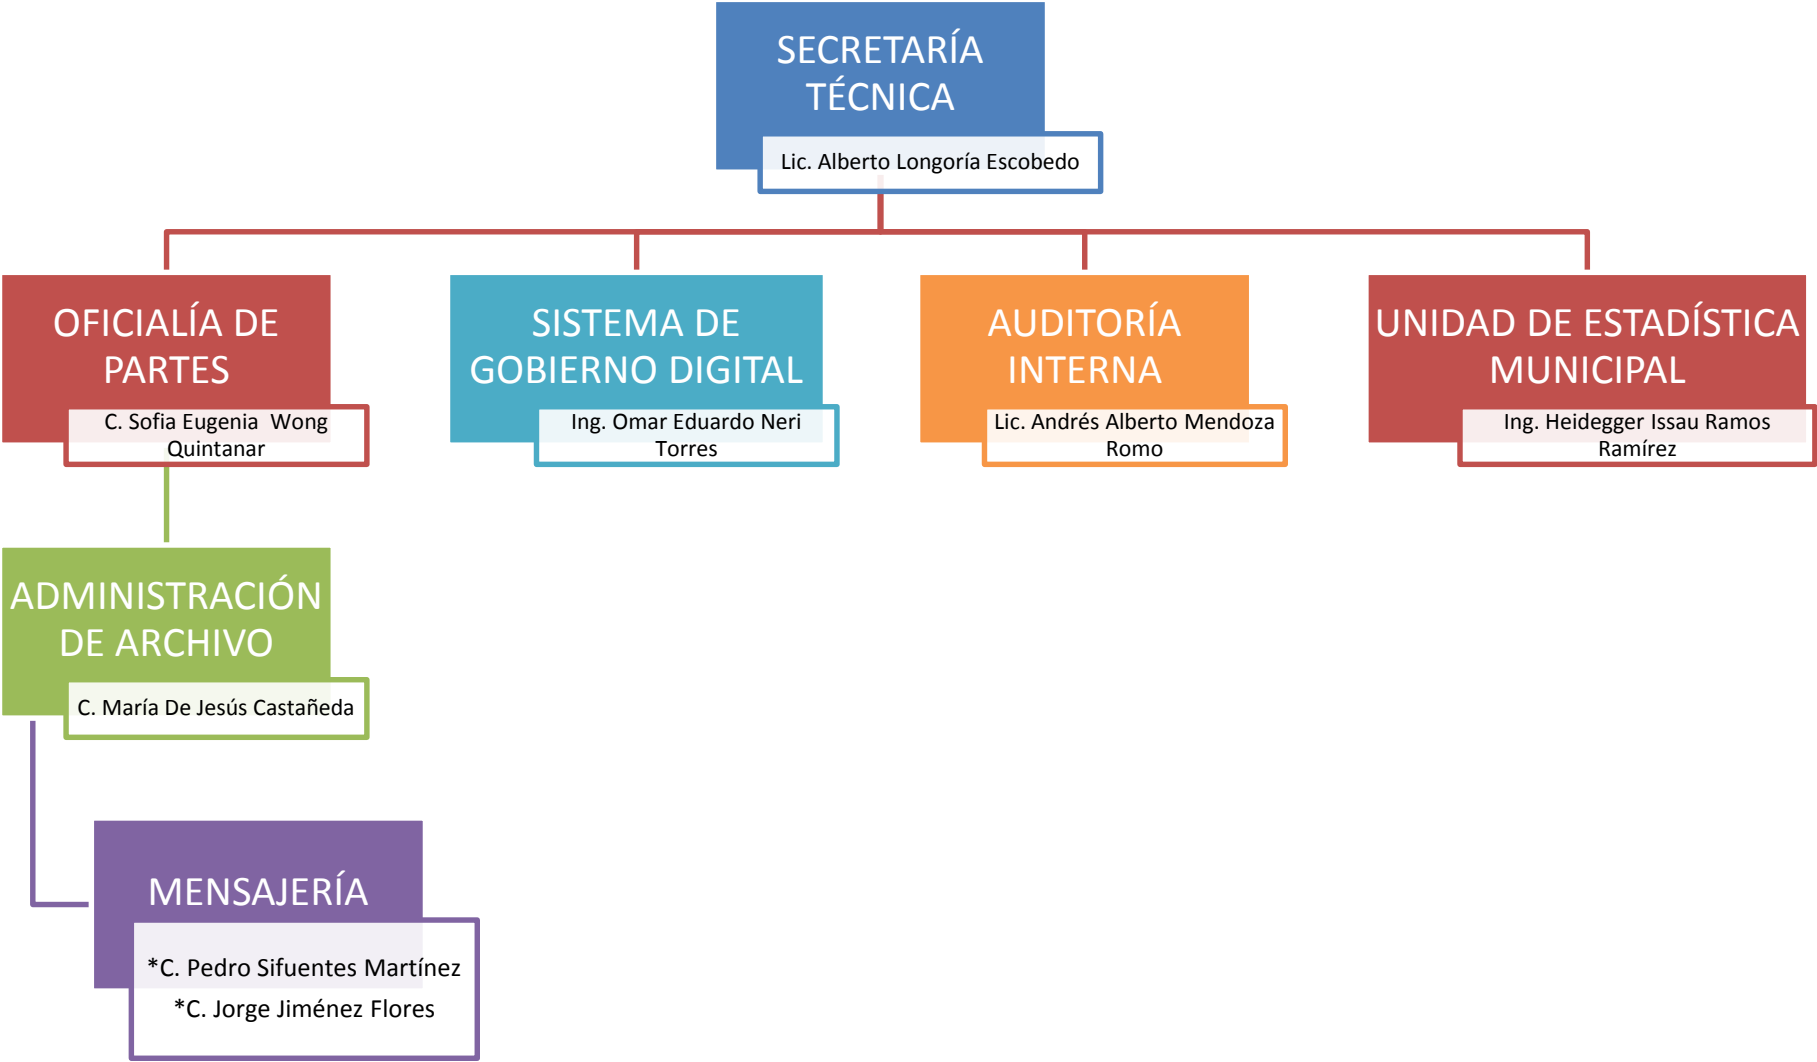 SECRETARÍA
TÉCNICA
Lic. Alberto Longoría Escobedo
OFICIALÍA DE
PARTES
C. Sofia Eugenia  Wong
Quintanar
SISTEMA DE
GOBIERNO DIGITAL
Ing. Omar Eduardo Neri
Torres
AUDITORÍA
INTERNA
Lic. Andrés Alberto Mendoza
Romo
UNIDAD DE ESTADÍSTICA
MUNICIPAL
Ing. Heidegger Issau Ramos
Ramírez
ADMINISTRACIÓN
DE ARCHIVO
C. María De Jesús Castañeda
MENSAJERÍA
*C. Pedro Sifuentes Martínez
*C. Jorge Jiménez Flores